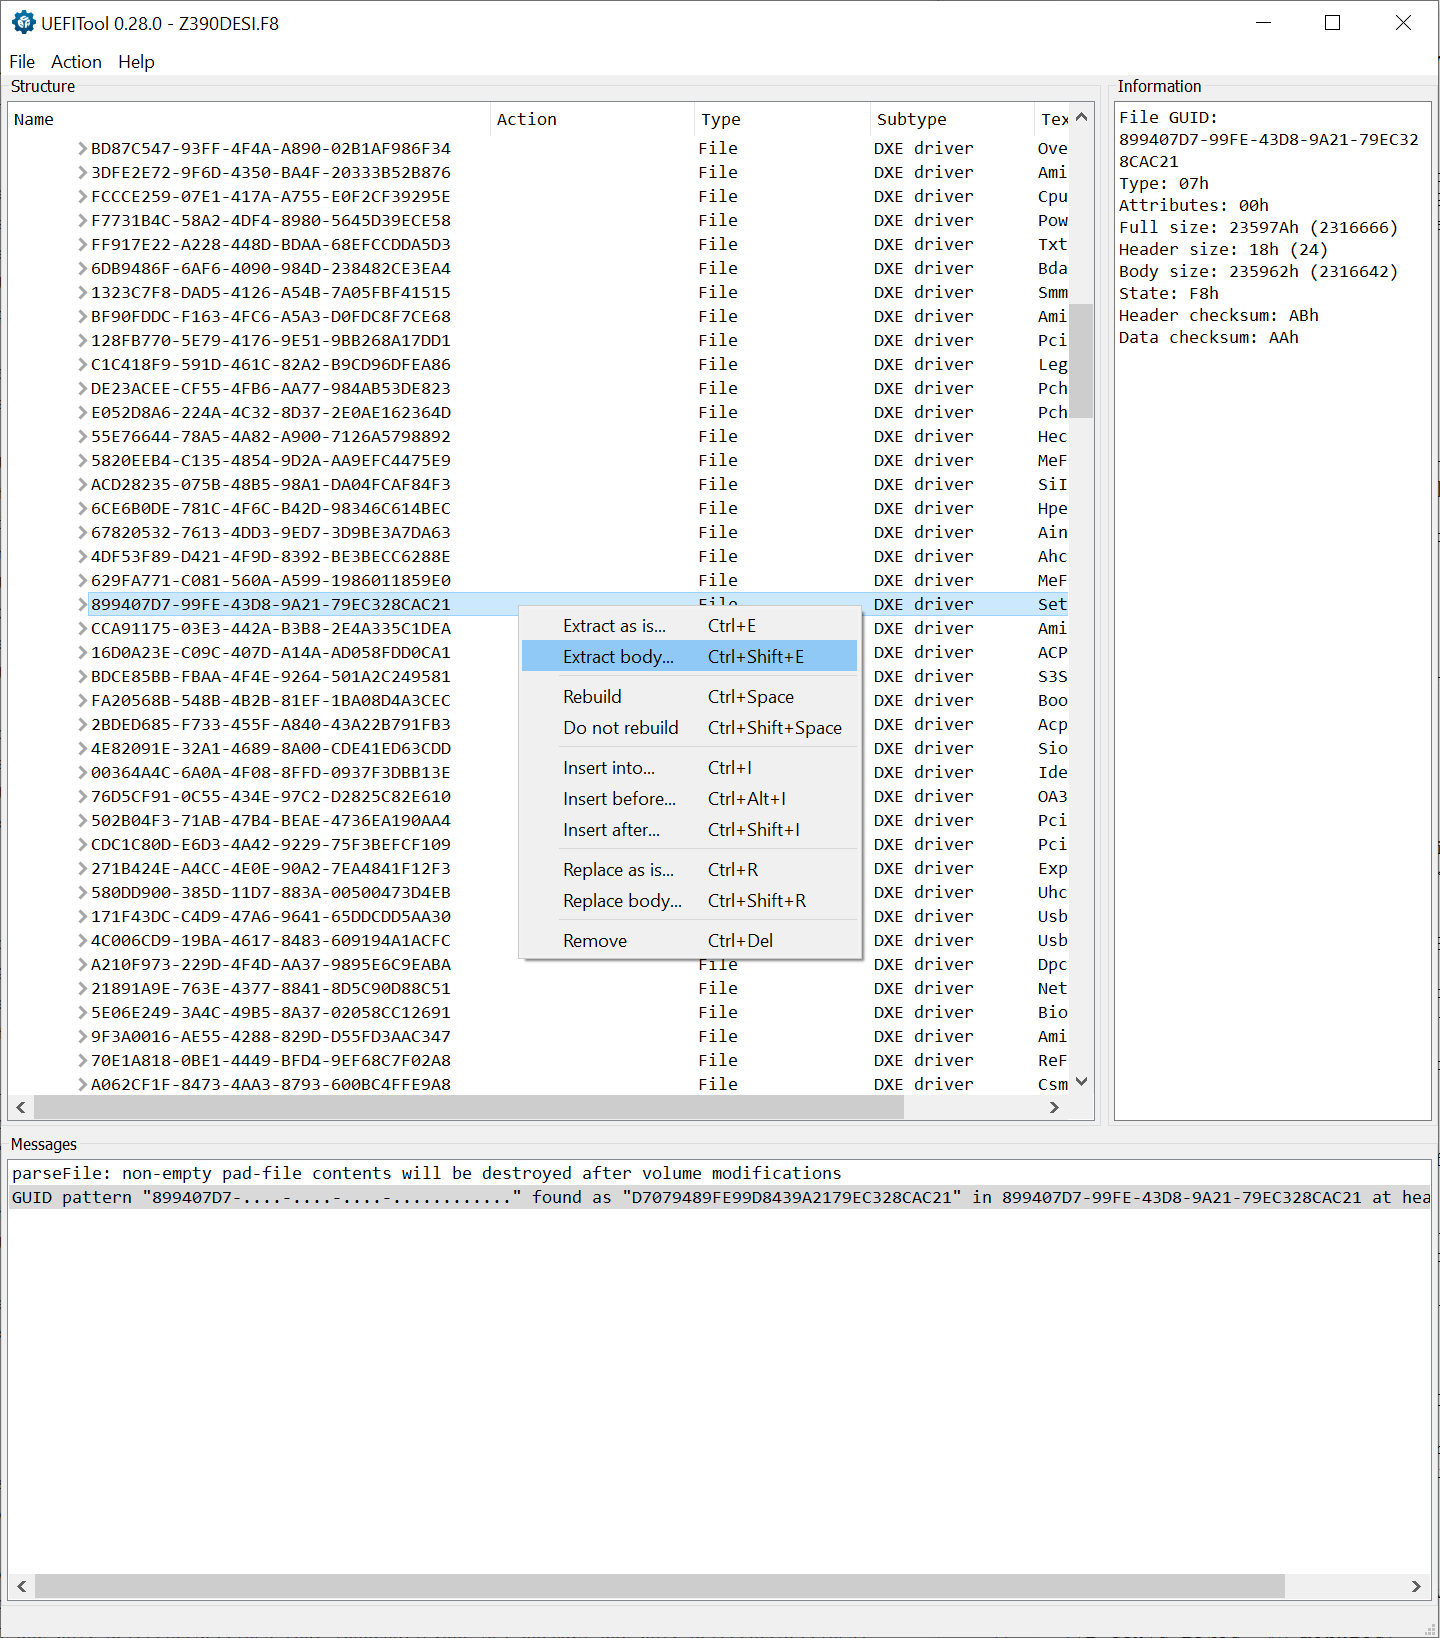 UEFITool 0.28.0 - Z390DESI.F8
File Action Help
Structure
Name Action Type Subtype Tex
BD87C547-93FF-4F4A-A890-02B1AF986F34 File DXE driver Ove
3DFE2E72-9F6D-4350-BA4F-20333B52B876 File DXE driver Ami
FCCCE259-07E1-417A-A755-E0F2CF39295E File DXE driver Cpu
F7731B4C-58A2-4DF4-8980-5645D39ECE58 File DXE driver Pow
FF917E22-A228-448D-BDAA-68EFCCDDA5D3 File DXE driver Txt
6DB9486F-6AF6-4090-984D-238482CE3EA4 File DXE driver Bda
1323C7F8-DAD5-4126-A54B-7A05FBF41515 File DXE driver Smm
BF90FDDC-F163-4FC6-A5A3-D0FDC8F7CE68 File DXE driver Ami
128FB770-5E79-4176-9E51-9BB268A17DD1 File DXE driver Pci
C1C418F9-591D-461C-82A2-B9CD96DFEA86 File DXE driver Leg
DE23ACEE-CF55-4FB6-AA77-984AB53DE823 File DXE driver Pch
E052D8A6-224A-4C32-8D37-2E0AE162364D File DXE driver Pch
55E76644-78A5-4A82-A900-7126A5798892 File DXE driver Hec
5820EEB4-C135-4854-9D2A-AA9EFC4475E9 File DXE driver MeF
ACD28235-075B-48B5-98A1-DA04FCAF84F3 File DXE driver SiI
6CE6B0DE-781C-4F6C-B42D-98346C614BEC File DXE driver Hpe
67820532-7613-4DD3-9ED7-3D9BE3A7DA63 File DXE driver Ain
4DF53F89-D421-4F9D-8392-BE3BECC6288E File DXE driver Ahc
629FA771-C081-560A-A599-1986011859E0 File DXE driver MeF
899407D7-99FE-43D8-9A21-79EC328CAC21 File DXE driver Set
CCA91175-03E3-442A-B3B8-2E4A335C1DEA DXE driver Ami
16D0A23E-C09C-407D-A14A-AD058FDD0CA1 DXE driver ACP
BDCE85BB-FBAA-4F4E-9264-501A2C249581 DXE driver S3S
FA20568B-548B-4B2B-81EF-1BA08D4A3CEC DXE driver Boo
2BDED685-F733-455F-A840-43A22B791FB3 DXE driver Acp
4E82091E-32A1-4689-8A00-CDE41ED63CDD DXE driver Sio
00364A4C-6A0A-4F08-8FFD-0937F3DBB13E DXE driver Ide
76D5CF91-0C55-434E-97C2-D2825C82E610 DXE driver OA3
502B04F3-71AB-47B4-BEAE-4736EA190AA4 DXE driver Pci
CDC1C80D-E6D3-4A42-9229-75F3BEFCF109 DXE driver Pci
271B424E-A4CC-4E0E-90A2-7EA4841F12F3 DXE driver Exp
580DD900-385D-11D7-883A-00500473D4EB DXE driver Uhc
171F43DC-C4D9-47A6-9641-65DDCDD5AA30 DXE driver Usb
4C006CD9-19BA-4617-8483-609194A1ACFC DXE driver Usb
A210F973-229D-4F4D-AA37-9895E6C9EABA File DXE driver Dpc
21891A9E-763E-4377-8841-8D5C90D88C51 File DXE driver Net
5E06E249-3A4C-49B5-8A37-02058CC12691 File DXE driver Bio
9F3A0016-AE55-4288-829D-D55FD3AAC347 File DXE driver Ami
70E1A818-0BE1-4449-BFD4-9EF68C7F02A8 File DXE driver ReF
A062CF1F-8473-4AA3-8793-600BC4FFE9A8 File DXE driver Csm
Extract as is... Ctrl+E
Extract body... Ctrl+Shift+E
Rebuild Ctrl+Space
Do not rebuild Ctrl+Shift+Space
Insert into... Ctrl+I
Insert before... Ctrl+Alt+I
Insert after... Ctrl+Shift+I
Replace as is... Ctrl+R
Replace body... Ctrl+Shift+R
Remove Ctrl+Del
Information
File GUID:
899407D7-99FE-43D8-9A21-79EC32
8CAC21
Type: 07h
Attributes: 00h
Full size: 23597Ah (2316666)
Header size: 18h (24)
Body size: 235962h (2316642)
State: F8h
Header checksum: ABh
Data checksum: AAh
Messages
parseFile: non-empty pad-file contents will be destroyed after volume modifications
GUID pattern "899407D7-....-....-....-............" found as "D7079489FE99D8439A2179EC328CAC21" in 899407D7-99FE-43D8-9A21-79EC328CAC21 at hea